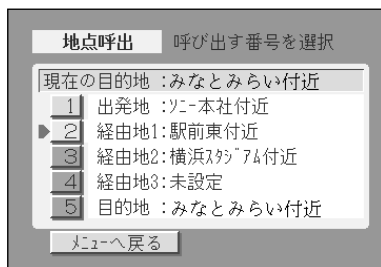 地点呼出 呼び出す番号を選択
現在の目的地 :みなとみらい付近
1 出発地 :ｿﾆｰ本社付近
▶ 2 経由地1:駅前東付近
3 経由地2:横浜ｽﾀｼﾞｱﾑ付近
4 経由地3:未設定
5 目的地 :みなとみらい付近
ﾒﾆｭｰへ戻る